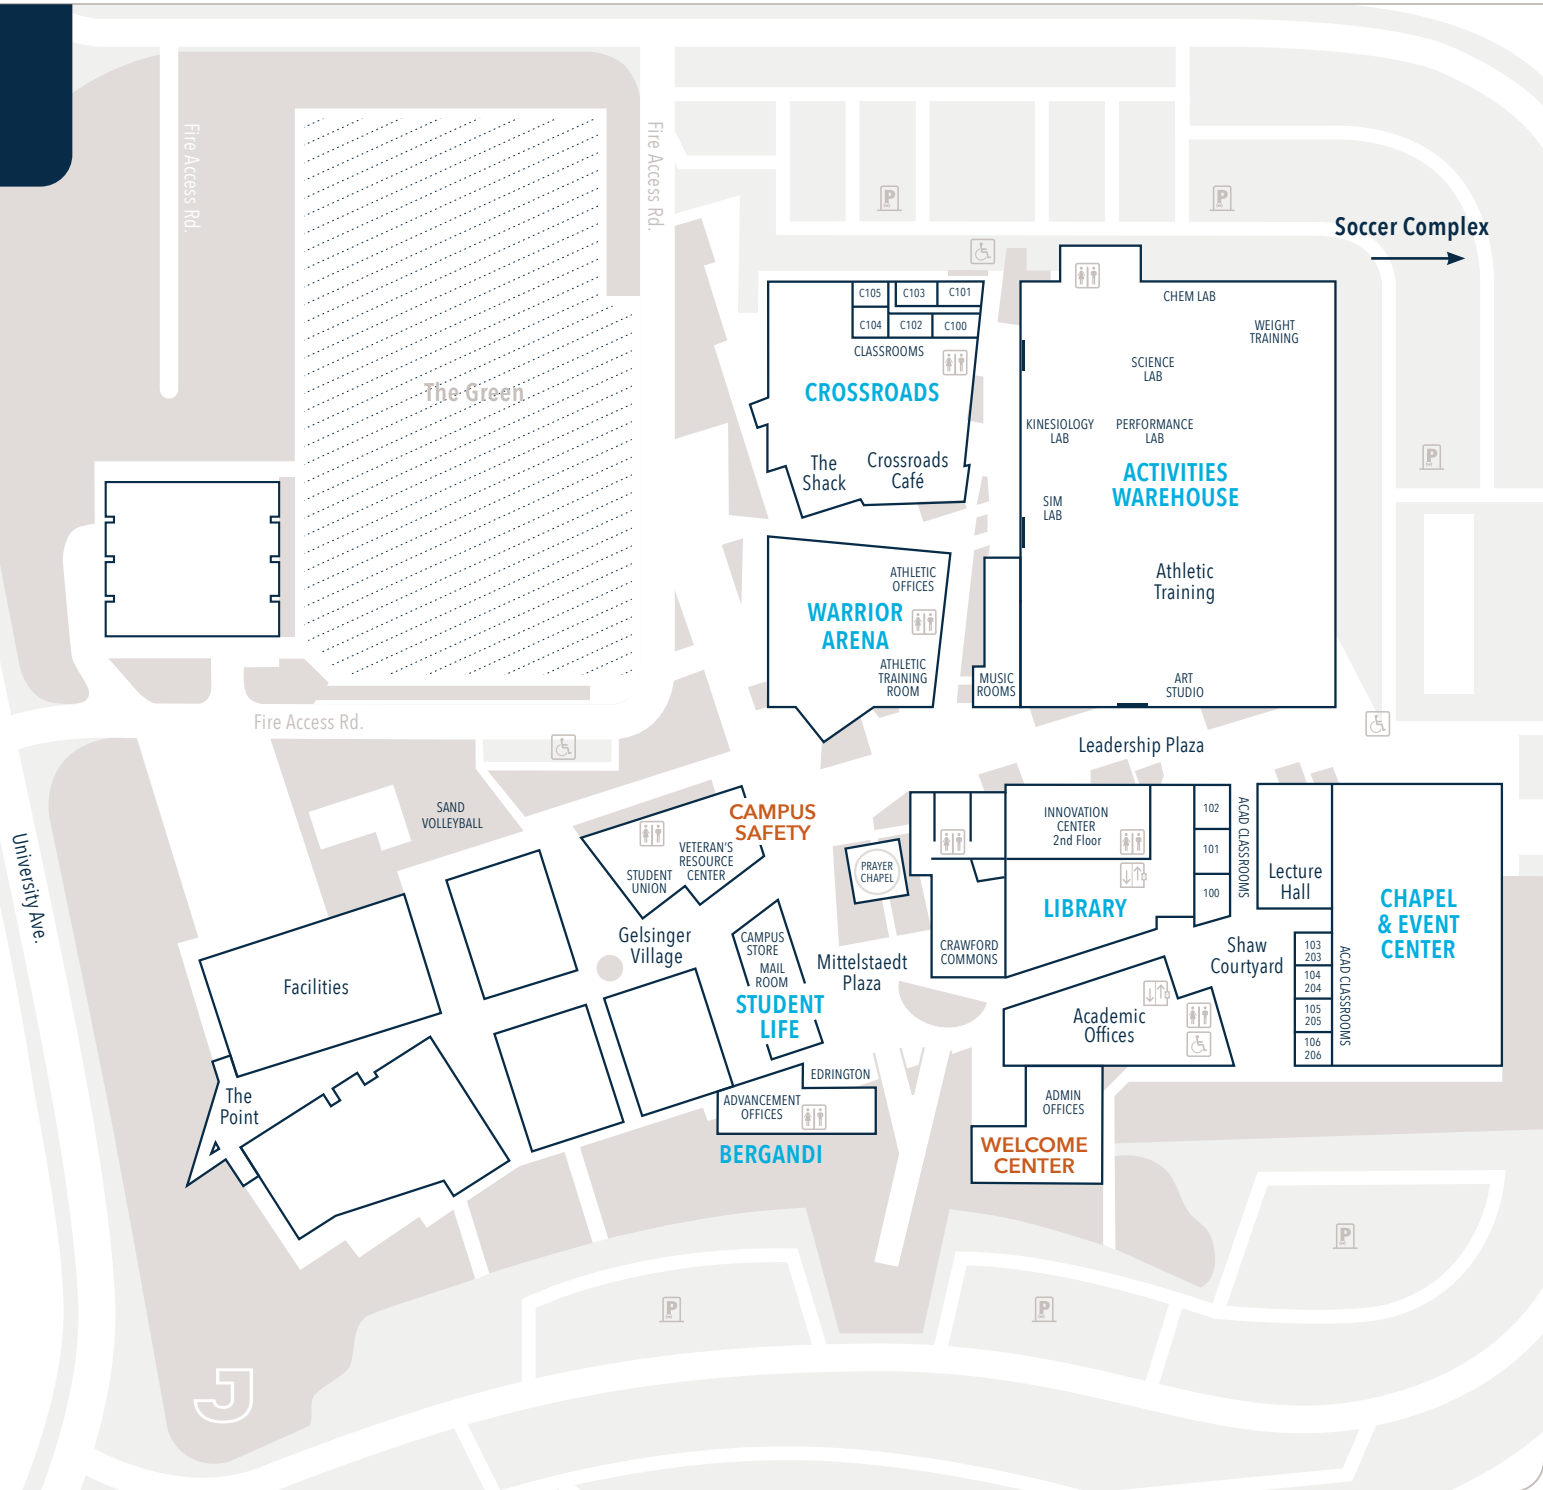 Fire Access Rd.
Fire Access Rd.
P
P
Soccer Complex
C105
C103
C101
C104
C102
C100
CLASSROOMS
CROSSROADS
The
Shack
Crossroads
Café
CHEM LAB
WEIGHT
TRAINING
SCIENCE
LAB
KINESIOLOGY
LAB
PERFORMANCE
LAB
ACTIVITIES
WAREHOUSE
SIM
LAB
Athletic
Training
MUSIC
ROOMS
ART
STUDIO
The Green
P
ATHLETIC
OFFICES
WARRIOR
ARENA
ATHLETIC
TRAINING
ROOM
Fire Access Rd.
Leadership Plaza
University Ave.
SAND
VOLLEYBALL
CAMPUS
SAFETY
VETERAN'S
RESOURCE
CENTER
STUDENT
UNION
PRAYER
CHAPEL
INNOVATION
CENTER
2nd Floor
LIBRARY
CRAWFORD
COMMONS
102
101
100
ACAD CLASSROOMS
Lecture
Hall
CHAPEL
& EVENT
CENTER
Shaw
Courtyard
103
203
104
204
105
205
106
206
ACAD CLASSROOMS
Gelsinger
Village
CAMPUS
STORE
MAIL
ROOM
STUDENT
LIFE
Mittelstaedt
Plaza
Facilities
Academic
Offices
The
Point
EDRINGTON
ADVANCEMENT
OFFICES
BERGANDI
ADMIN
OFFICES
WELCOME
CENTER
P
P
P
J